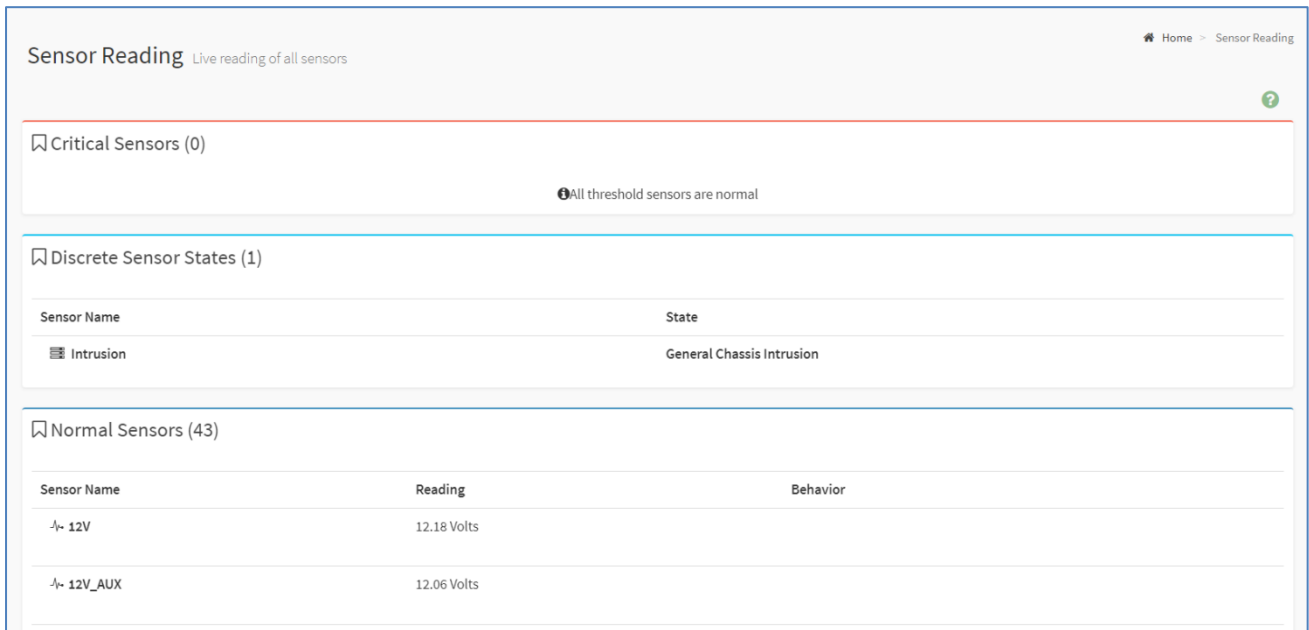 Home > Sensor Reading
Sensor Reading Live reading of all sensors
Critical Sensors (0)
All threshold sensors are normal
Discrete Sensor States (1)
Sensor Name State
Intrusion General Chassis Intrusion
Normal Sensors (43)
Sensor Name Reading Behavior
12V 12.18 Volts
12V_AUX 12.06 Volts